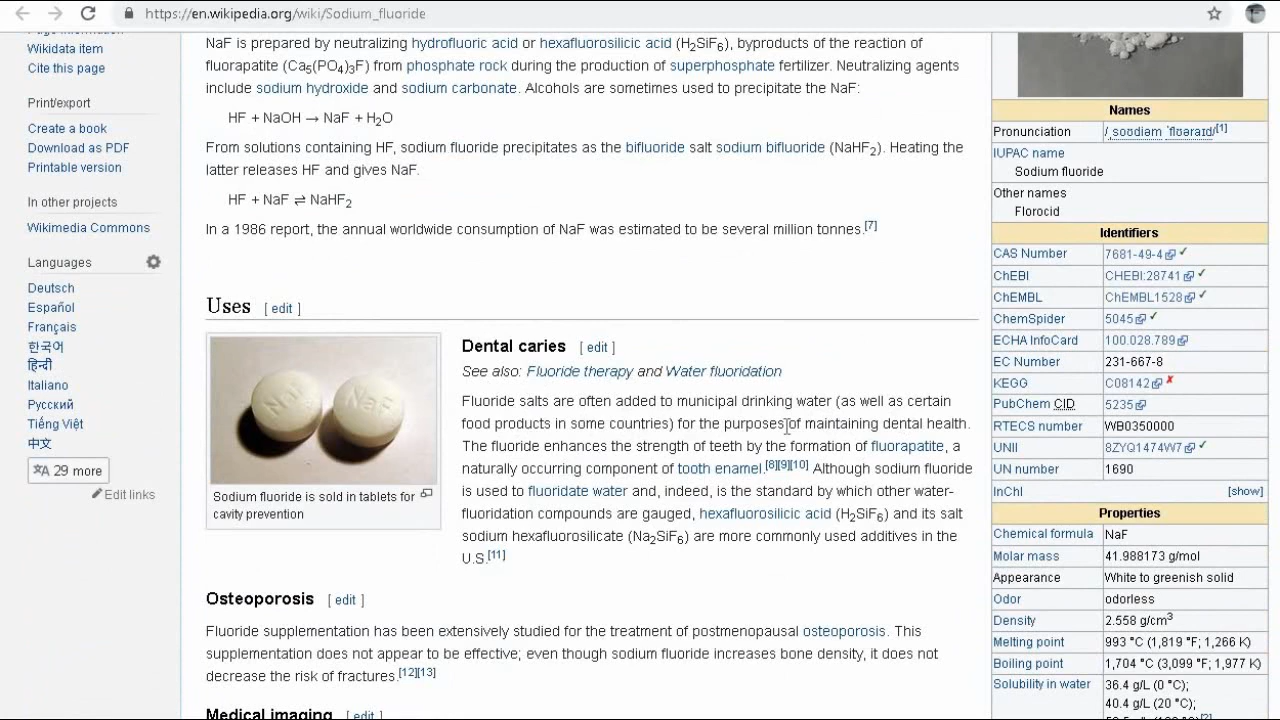 https://en.wikipedia.org/wiki/Sodium_fluoride
Wikidata item
Cite this page
Print/export
Create a book
Download as PDF
Printable version
In other projects
Wikimedia Commons
Languages
Deutsch
Español
Français
한국어
हिन्दी
Italiano
Русский
Tiếng Việt
中文
29 more
Edit links
NaF is prepared by neutralizing hydrofluoric acid or hexafluorosilicic acid (H2SiF6), byproducts of the reaction of
fluorapatite (Ca5(PO4)3F) from phosphate rock during the production of superphosphate fertilizer. Neutralizing agents
include sodium hydroxide and sodium carbonate. Alcohols are sometimes used to precipitate the NaF:
HF + NaOH → NaF + H2O
From solutions containing HF, sodium fluoride precipitates as the bifluoride salt sodium bifluoride (NaHF2). Heating the
latter releases HF and gives NaF.
HF + NaF ⇌ NaHF2
In a 1986 report, the annual worldwide consumption of NaF was estimated to be several million tonnes.[7]
Uses [ edit ]
NaF
Sodium fluoride is sold in tablets for
cavity prevention
Dental caries [ edit ]
See also: Fluoride therapy and Water fluoridation
Fluoride salts are often added to municipal drinking water (as well as certain
food products in some countries) for the purposes of maintaining dental health.
The fluoride enhances the strength of teeth by the formation of fluorapatite, a
naturally occurring component of tooth enamel.[8][9][10] Although sodium fluoride
is used to fluoridate water and, indeed, is the standard by which other water-
fluoridation compounds are gauged, hexafluorosilicic acid (H2SiF6) and its salt
sodium hexafluorosilicate (Na2SiF6) are more commonly used additives in the
U.S.[11]
Osteoporosis [ edit ]
Fluoride supplementation has been extensively studied for the treatment of postmenopausal osteoporosis. This
supplementation does not appear to be effective; even though sodium fluoride increases bone density, it does not
decrease the risk of fractures.[12][13]
Medical imaging [ edit ]
Names
Pronunciation /ˌsoʊdiəm ˈflʊəraɪd/[1]
IUPAC name
Sodium fluoride
Other names
Florocid
Identifiers
CAS Number 7681-49-4 ✓
ChEBI CHEBI:28741 ✓
ChEMBL ChEMBL1528 ✓
ChemSpider 5045 ✓
ECHA InfoCard 100.028.789
EC Number 231-667-8
KEGG C08142 ✗
PubChem CID 5235
RTECS number WB0350000
UNII 8ZYQ1474W7 ✓
UN number 1690
InChI [show]
Properties
Chemical formula NaF
Molar mass 41.988173 g/mol
Appearance White to greenish solid
Odor odorless
Density 2.558 g/cm3
Melting point 993 °C (1,819 °F; 1,266 K)
Boiling point 1,704 °C (3,099 °F; 1,977 K)
Solubility in water 36.4 g/L (0 °C);
40.4 g/L (20 °C);